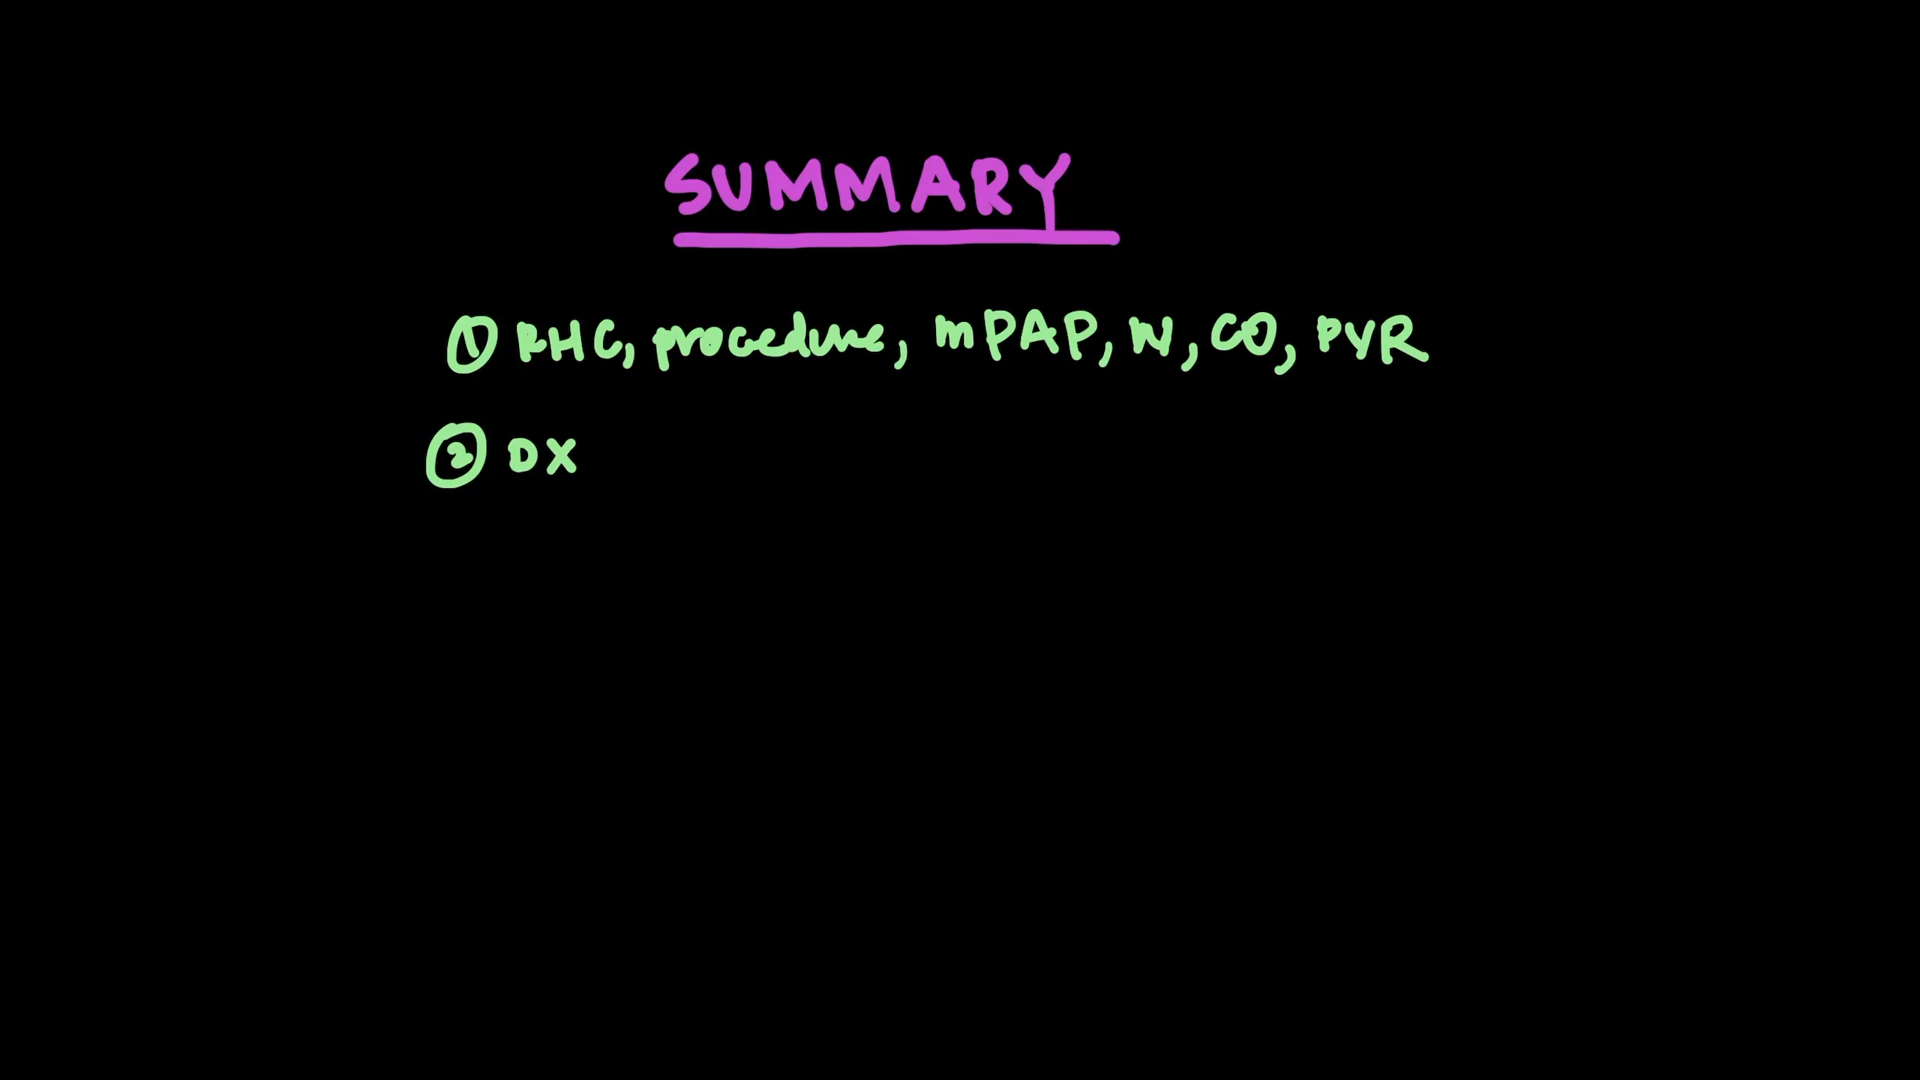 SUMMARY
① RHC, procedure, mPAP, W, CO, PVR
② DX